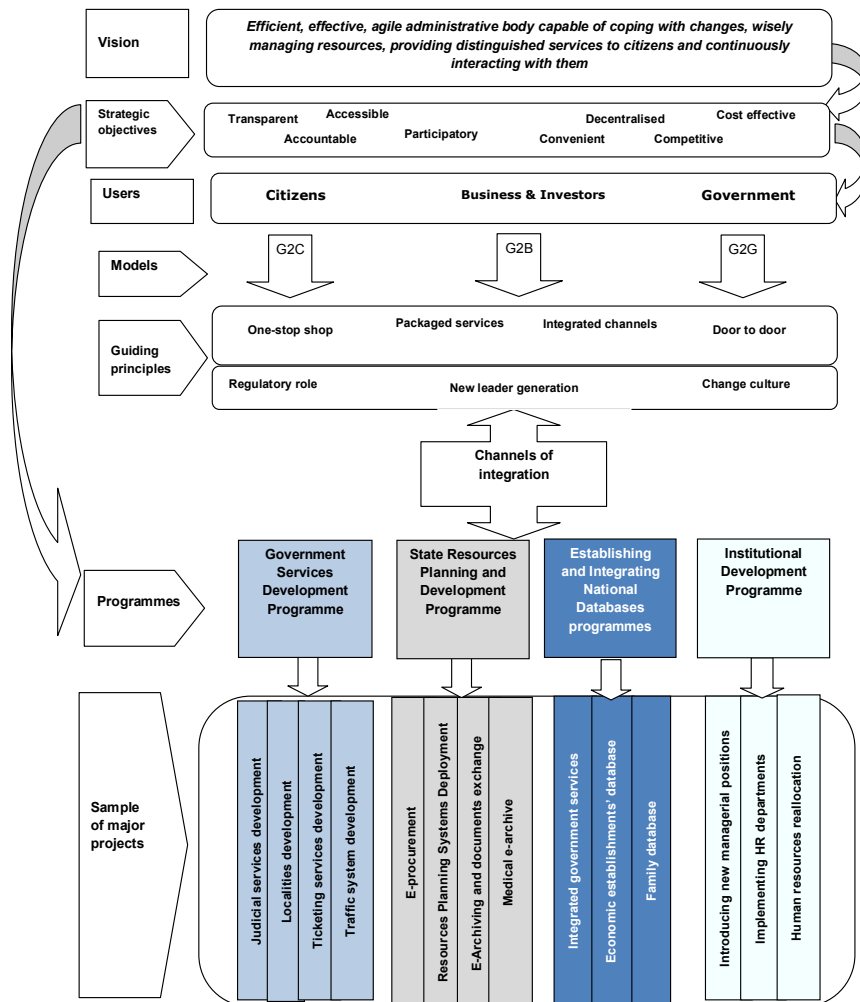 Vision
Efficient, effective, agile administrative body capable of coping with changes, wisely
managing resources, providing distinguished services to citizens and continuously
interacting with them
Strategic
objectives
Transparent
Accessible
Decentralised
Cost effective
Accountable
Participatory
Convenient
Competitive
Users
Citizens
Business & Investors
Government
Models
G2C
G2B
G2G
Guiding
principles
One-stop shop
Packaged services
Integrated channels
Door to door
Regulatory role
New leader generation
Change culture
Channels of
integration
Programmes
Government
Services
Development
Programme
State Resources
Planning and
Development
Programme
Establishing
and Integrating
National
Databases
programmes
Institutional
Development
Programme
Sample
of major
projects
Judicial services development
Localities development
Ticketing services development
Traffic system development
E-procurement
Resources Planning Systems Deployment
E-Archiving and documents exchange
Medical e-archive
Integrated government services
Economic establishments’ database
Family database
Introducing new managerial positions
Implementing HR departments
Human resources reallocation